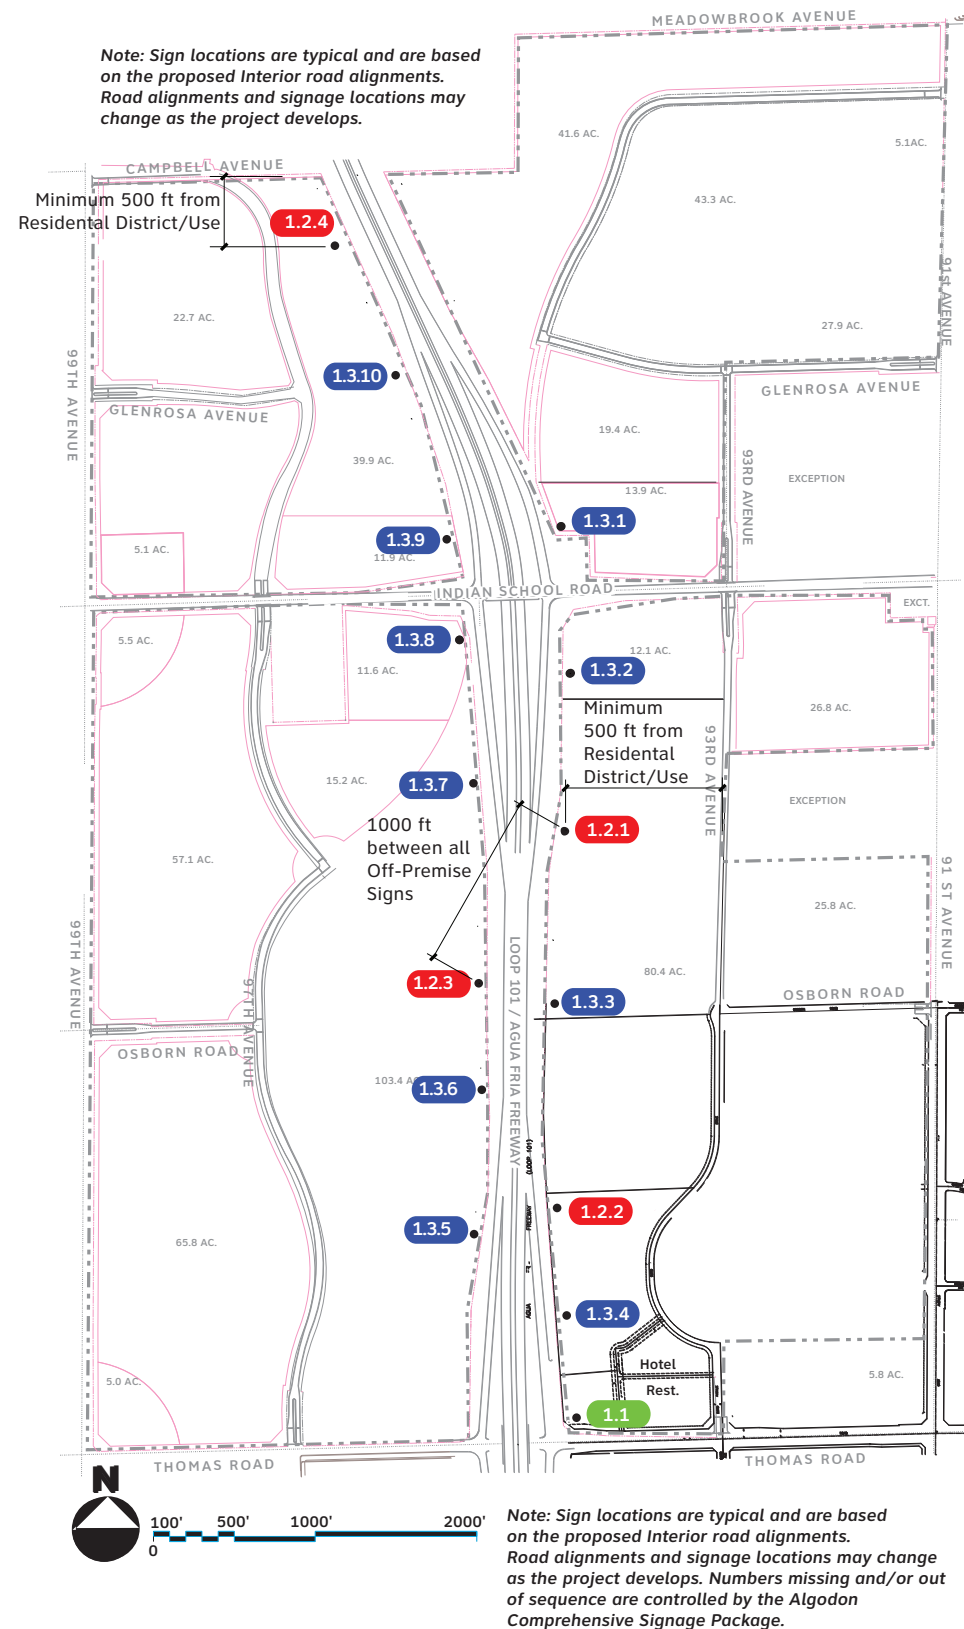 MEADOWBROOK AVENUE
Note: Sign locations are typical and are based
on the proposed Interior road alignments.
Road alignments and signage locations may
change as the project develops.
41.6 AC.
5.1AC.
CAMPBELL AVENUE
Minimum 500 ft from
Residental District/Use
1.2.4
43.3 AC.
91st AVENUE
22.7 AC.
27.9 AC.
99TH AVENUE
1.3.10
GLENROSA AVENUE
GLENROSA AVENUE
19.4 AC.
39.9 AC.
93RD AVENUE
EXCEPTION
13.9 AC.
1.3.1
1.3.9
5.1 AC.
11.9 AC.
INDIAN SCHOOL ROAD
EXCT.
5.5 AC.
1.3.8
12.1 AC.
11.6 AC.
1.3.2
Minimum
500 ft from
Residental
District/Use
26.8 AC.
93RD AVENUE
15.2 AC.
1.3.7
EXCEPTION
1000 ft
between all
Off-Premise
Signs
1.2.1
57.1 AC.
91 ST AVENUE
25.8 AC.
99TH AVENUE
LOOP 101 / AGUA FRIA FREEWAY
1.2.3
80.4 AC.
OSBORN ROAD
1.3.3
97TH AVENUE
OSBORN ROAD
103.4 AC
1.3.6
(LOOP 101)
FREEWAY
AGUA
1.2.2
1.3.5
65.8 AC.
1.3.4
Hotel
Rest.
5.0 AC.
5.8 AC.
1.1
THOMAS ROAD
THOMAS ROAD
N
100'
500'
1000'
2000'
0
Note: Sign locations are typical and are based
on the proposed Interior road alignments.
Road alignments and signage locations may change
as the project develops. Numbers missing and/or out
of sequence are controlled by the Algodon
Comprehensive Signage Package.